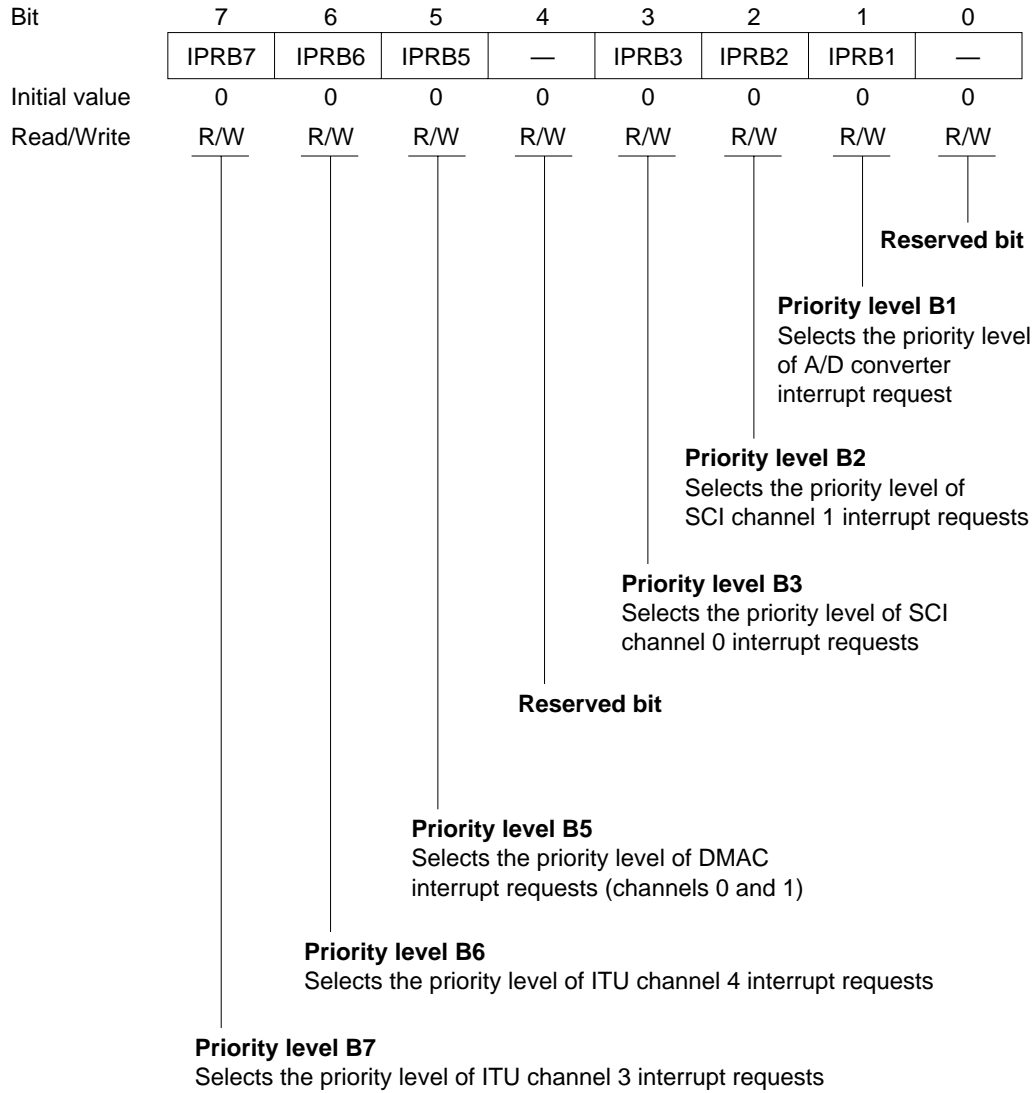 Bit 7 6 5 4 3 2 1 0
IPRB7 IPRB6 IPRB5 — IPRB3 IPRB2 IPRB1 —
Initial value 0 0 0 0 0 0 0 0
Read/Write R/W R/W R/W R/W R/W R/W R/W R/W
Reserved bit
Priority level B1
Selects the priority level
of A/D converter
interrupt request
Priority level B2
Selects the priority level of
SCI channel 1 interrupt requests
Priority level B3
Selects the priority level of SCI
channel 0 interrupt requests
Reserved bit
Priority level B5
Selects the priority level of DMAC
interrupt requests (channels 0 and 1)
Priority level B6
Selects the priority level of ITU channel 4 interrupt requests
Priority level B7
Selects the priority level of ITU channel 3 interrupt requests